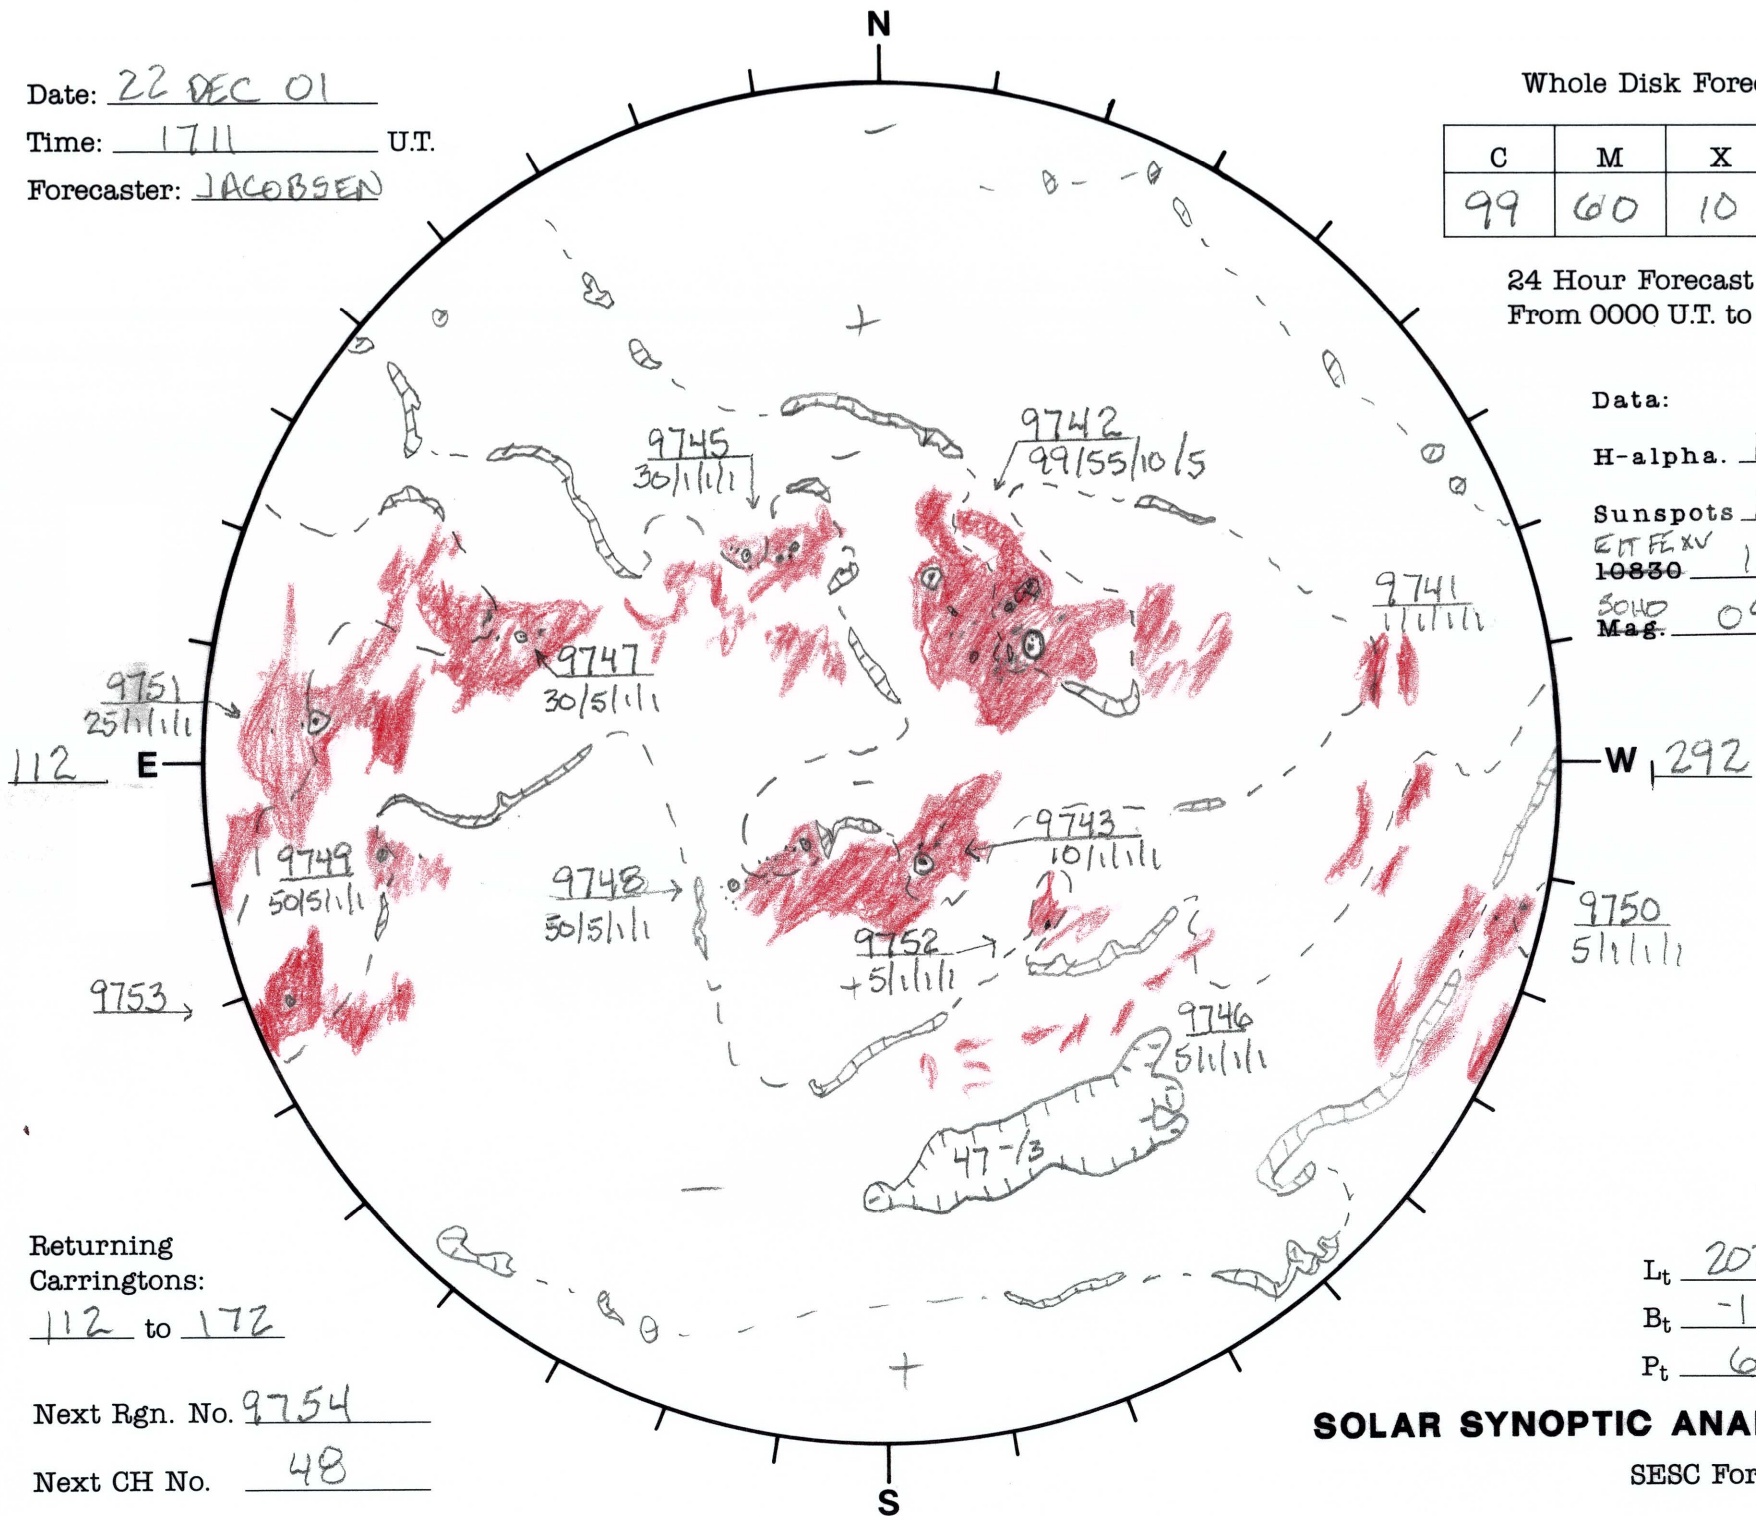 N
Date: 22 DEC 01
Time: 1711 U.T.
Forecaster: JACOBSEN
Whole Disk Fore
C M X
99 60 10
24 Hour Forecast
From 0000 U.T. to
Data:
H-alpha.
Sunspots
EIT FE XV
10830
SOHO
Mag.
9745
30/1/1/1
9742
99/55/10/5
9741
1/1/1/1
9747
30/5/1/1
9751
25/1/1/1
112 E
W 292
9749
50/5/1/1
9748
50/5/1/1
9743
10/1/1/1
9752
+5/1/1/1
9750
5/1/1/1
9753
9746
5/1/1/1
47-/3
Returning
Carringtons:
112 to 172
Lt 20
Bt -1
Pt 6
Next Rgn. No. 9754
Next CH No. 48
SOLAR SYNOPTIC ANA
SESC For
S